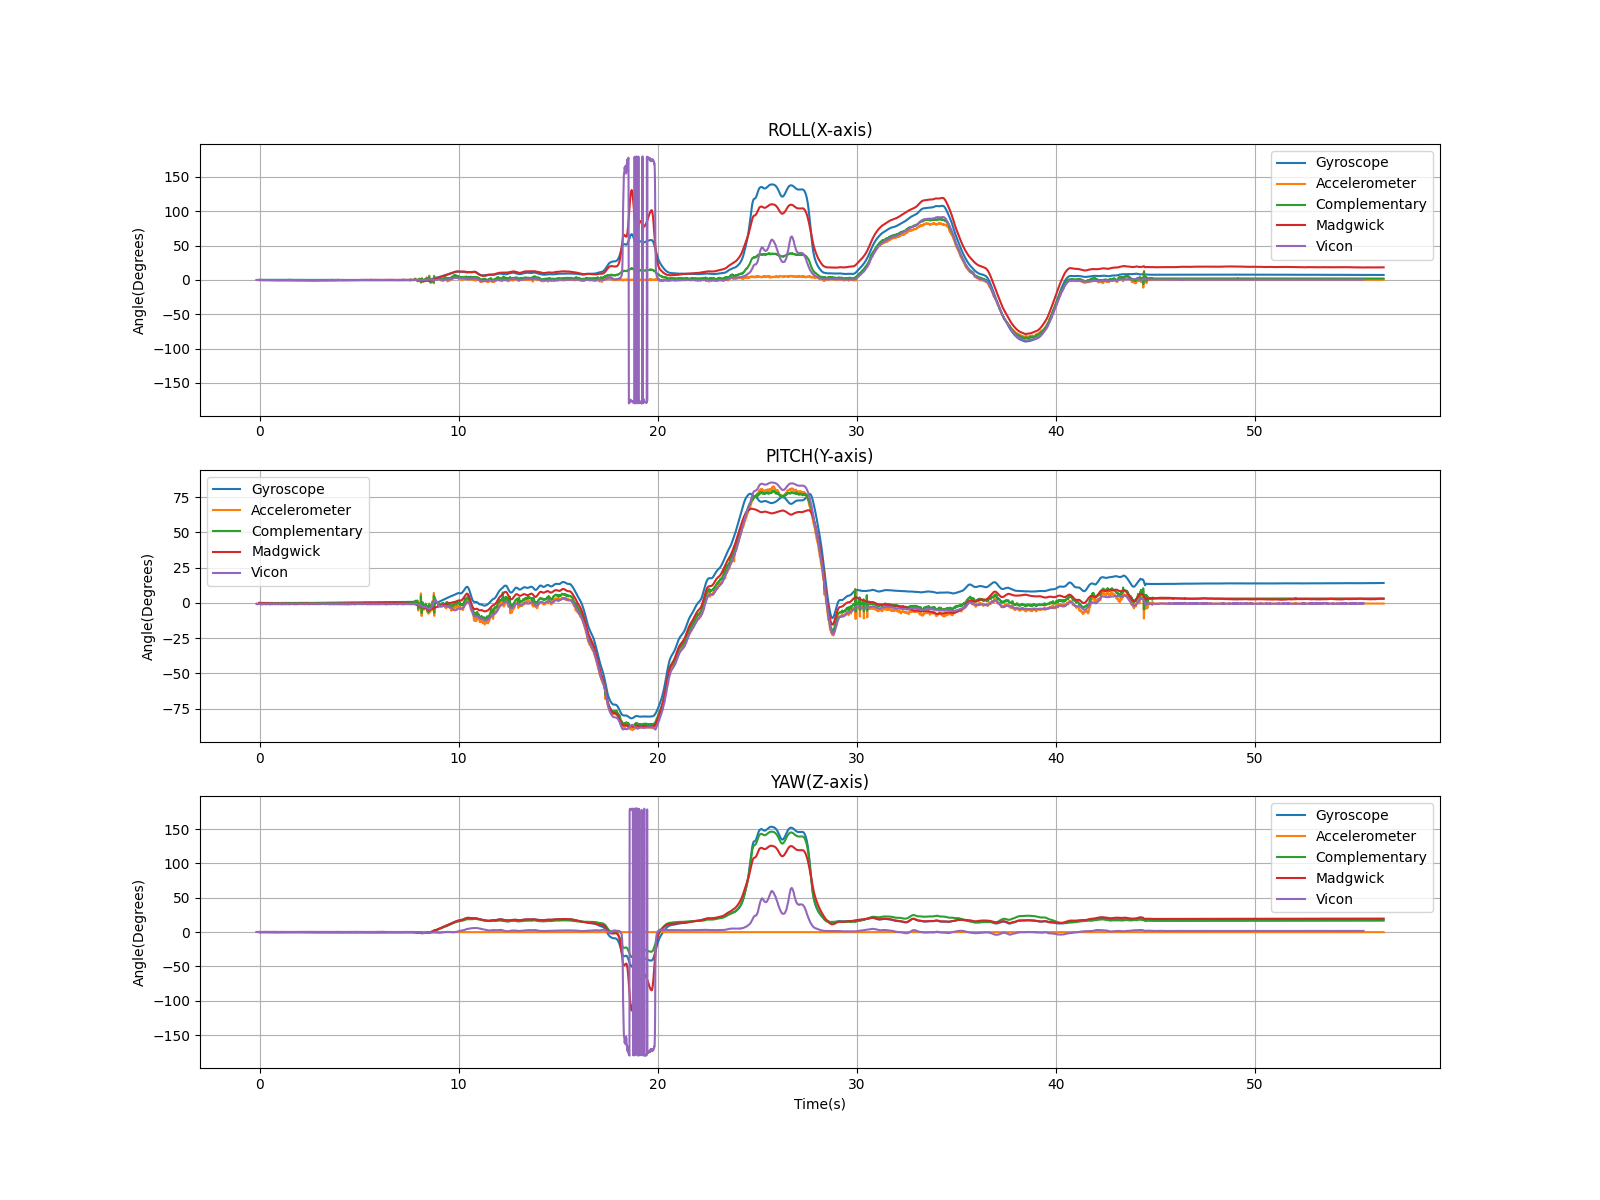 ROLL(X-axis)
Angle(Degrees)
150
100
50
0
−50
−100
−150
Gyroscope
Accelerometer
Complementary
Madgwick
Vicon
0 10 20 30 40 50
PITCH(Y-axis)
Angle(Degrees)
75
50
25
0
−25
−50
−75
Gyroscope
Accelerometer
Complementary
Madgwick
Vicon
0 10 20 30 40 50
YAW(Z-axis)
Angle(Degrees)
150
100
50
0
−50
−100
−150
Gyroscope
Accelerometer
Complementary
Madgwick
Vicon
0 10 20 30 40 50
Time(s)